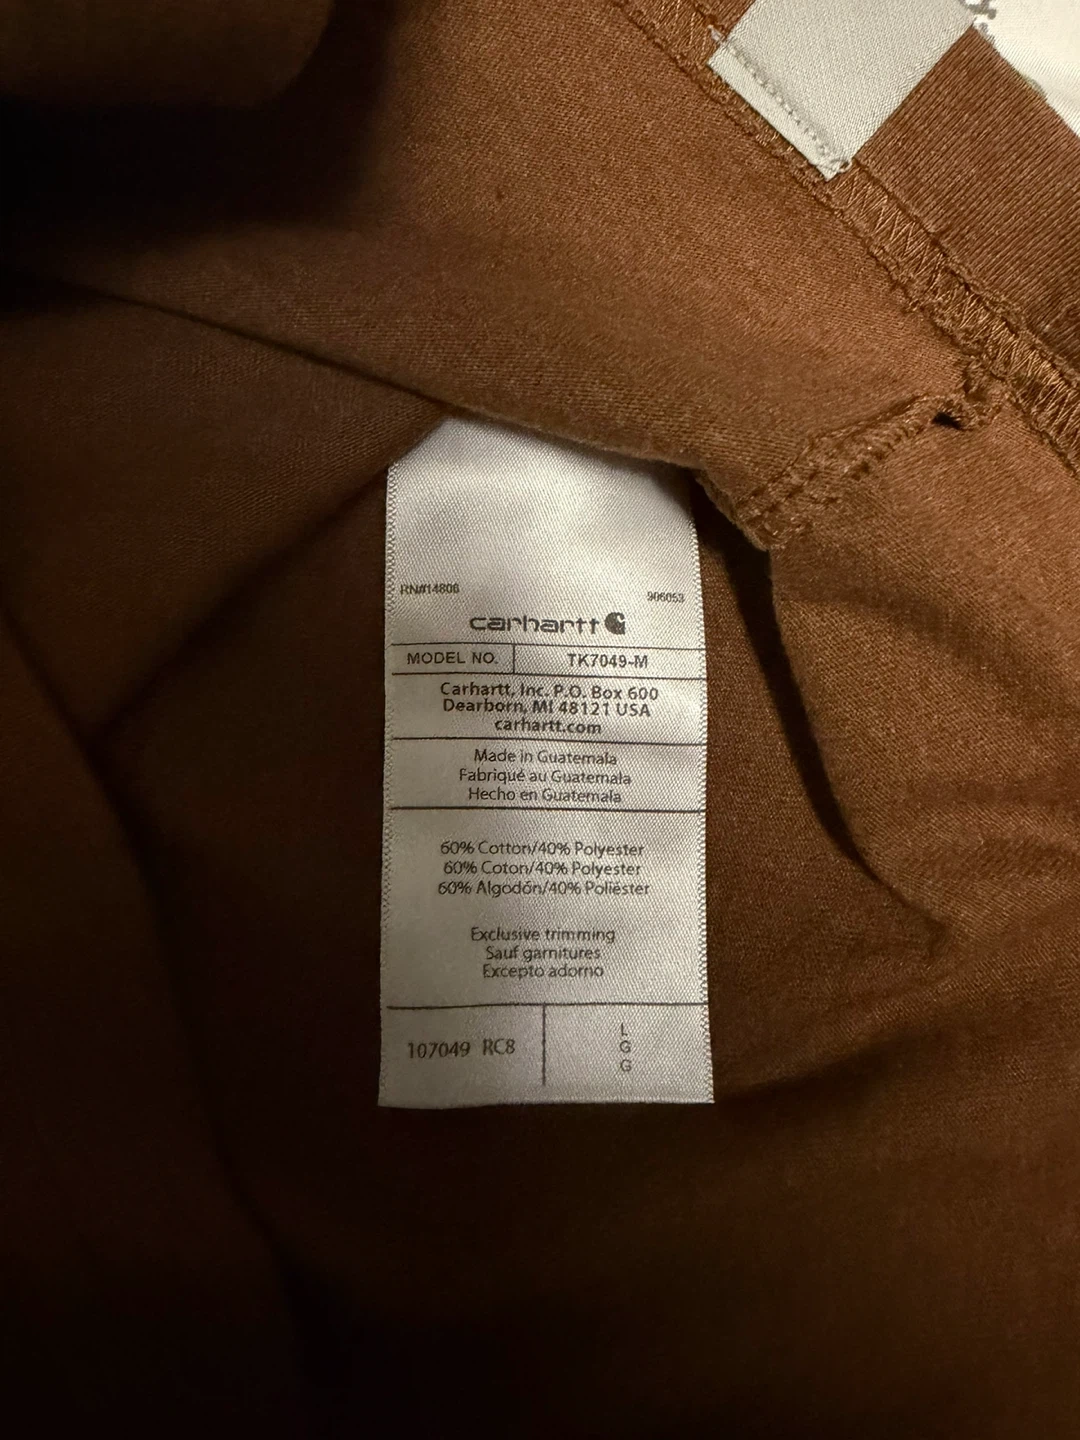 RN#14806
906053
carhartt
MODEL NO. TK7049-M
Carhartt, Inc. P.O. Box 600
Dearborn, MI 48121 USA
carhartt.com
Made in Guatemala
Fabriqué au Guatemala
Hecho en Guatemala
60% Cotton/40% Polyester
60% Coton/40% Polyester
60% Algodón/40% Poliéster
Exclusive trimming
Sauf garnitures
Excepto adorno
107049 RC8
L
G
G